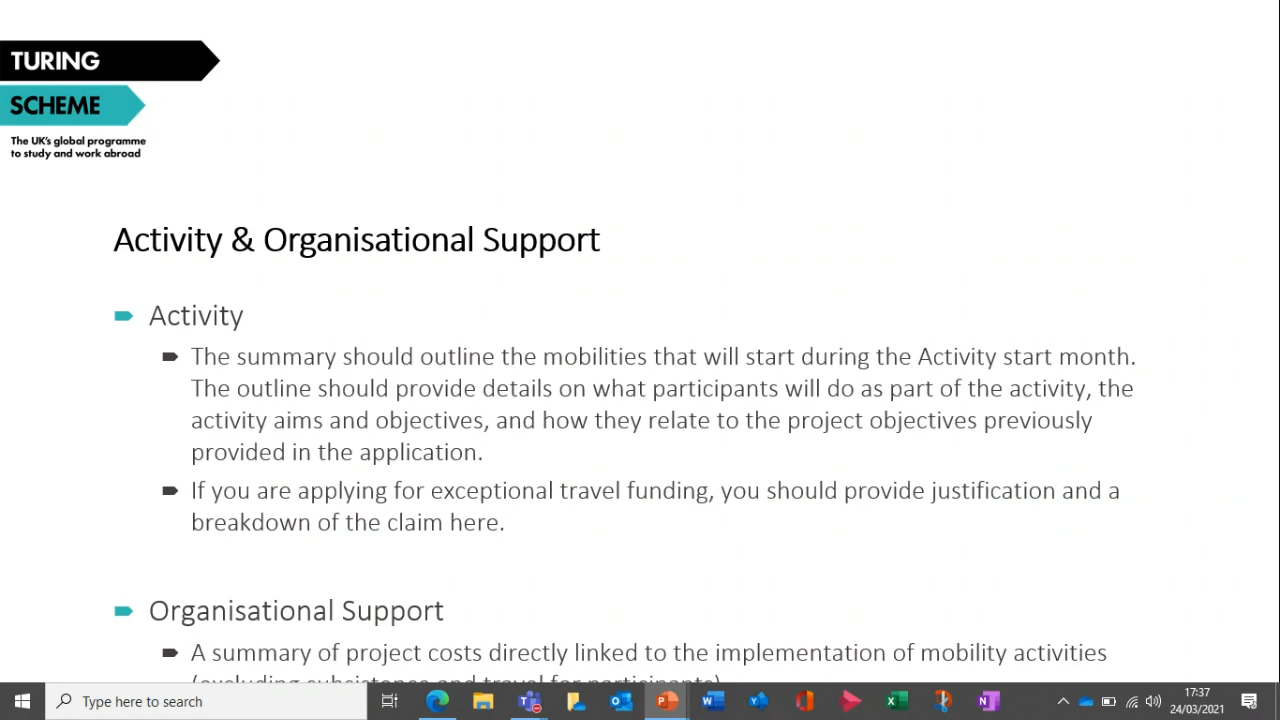 TURING
SCHEME
The UK's global programme
to study and work abroad
Activity & Organisational Support
Activity
The summary should outline the mobilities that will start during the Activity start month.
The outline should provide details on what participants will do as part of the activity, the
activity aims and objectives, and how they relate to the project objectives previously
provided in the application.
If you are applying for exceptional travel funding, you should provide justification and a
breakdown of the claim here.
Organisational Support
A summary of project costs directly linked to the implementation of mobility activities
(excluding subsistence and travel for participants)
Type here to search
17:37
24/03/2021